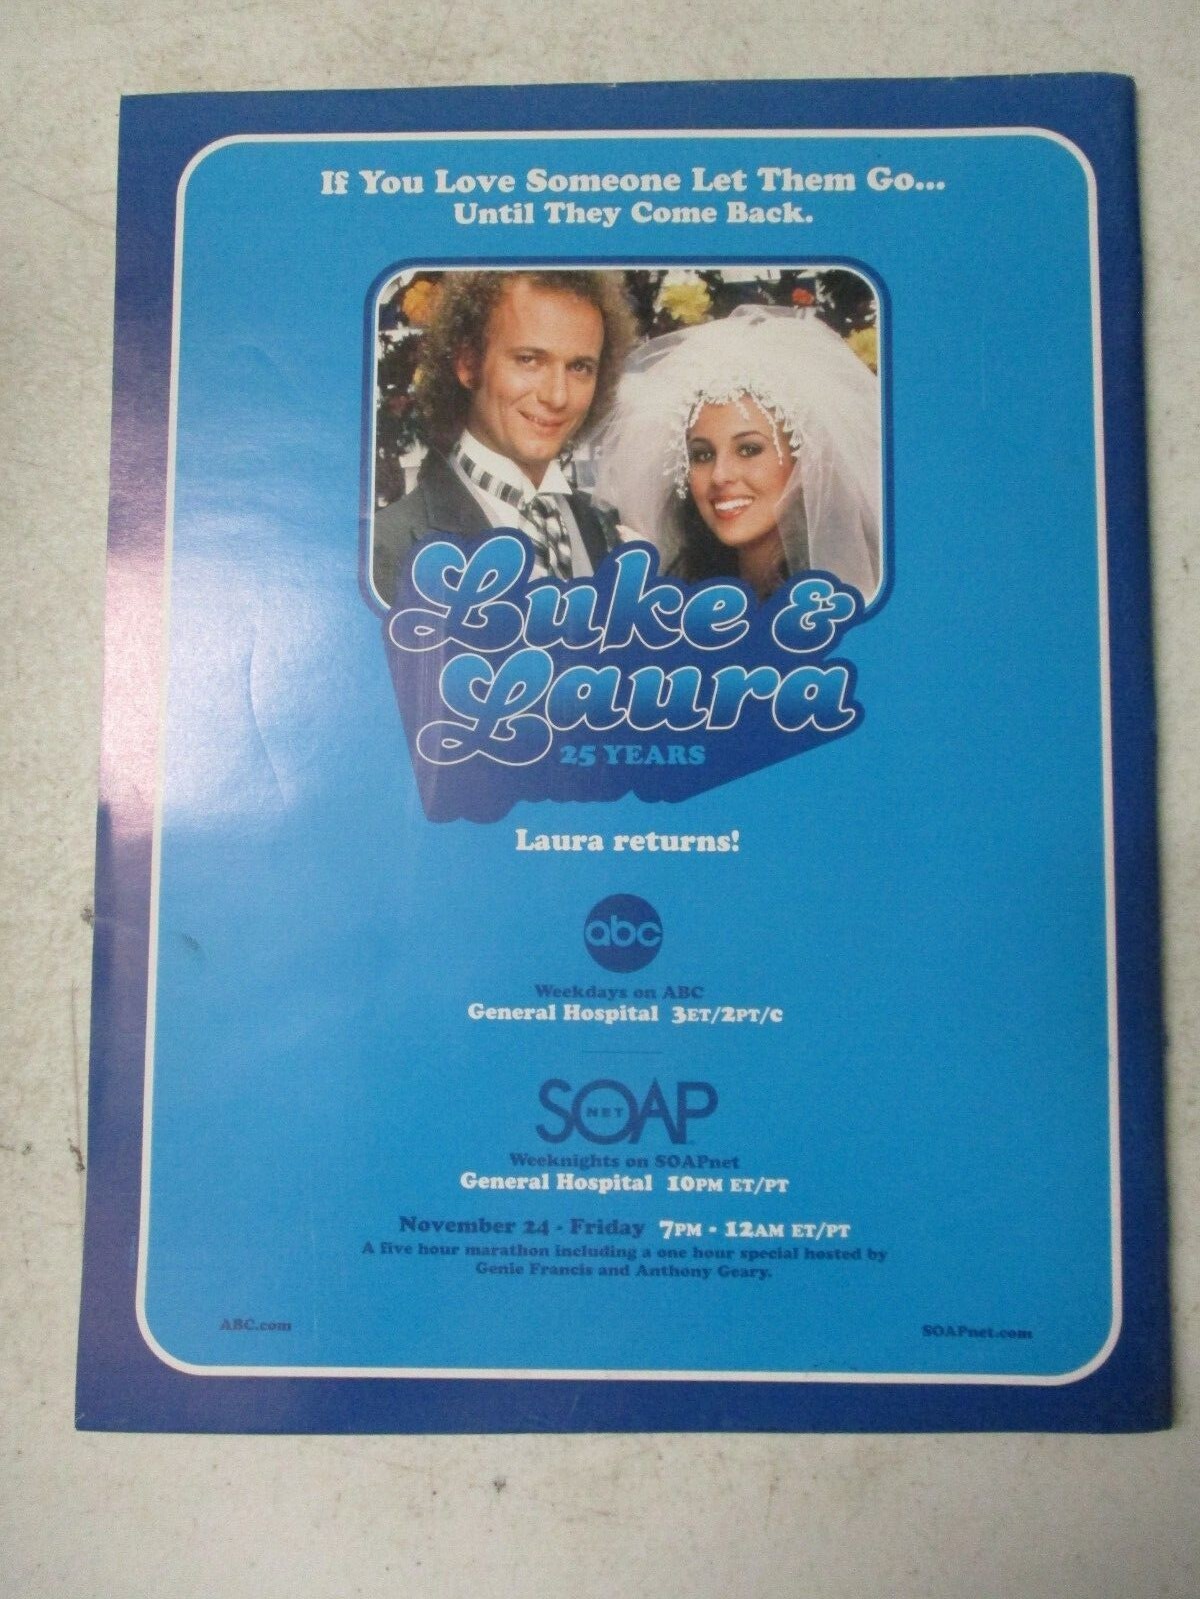 If You Love Someone Let Them Go...
Until They Come Back.
Luke &
Laura
25 YEARS
Laura returns!
abc
Weekdays on ABC
General Hospital 3ET/2PT/C
SOAP
NET
Weeknights on SOAPnet
General Hospital 10PM ET/PT
November 24 - Friday 7PM - 12AM ET/PT
A five hour marathon including a one hour special hosted by
Genie Francis and Anthony Geary.
ABC.com
SOAPnet.com